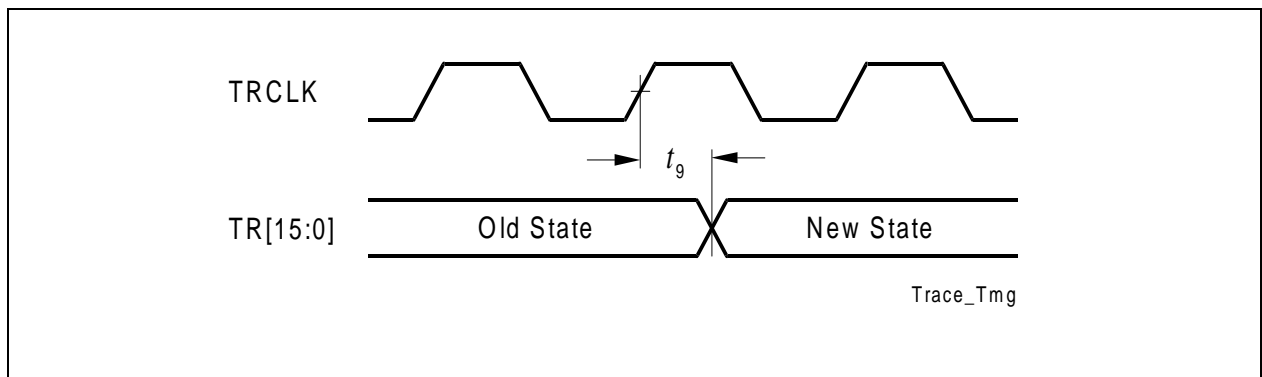 TRCLK
t9
TR[15:0]
Old State
New State
Trace_Tmg